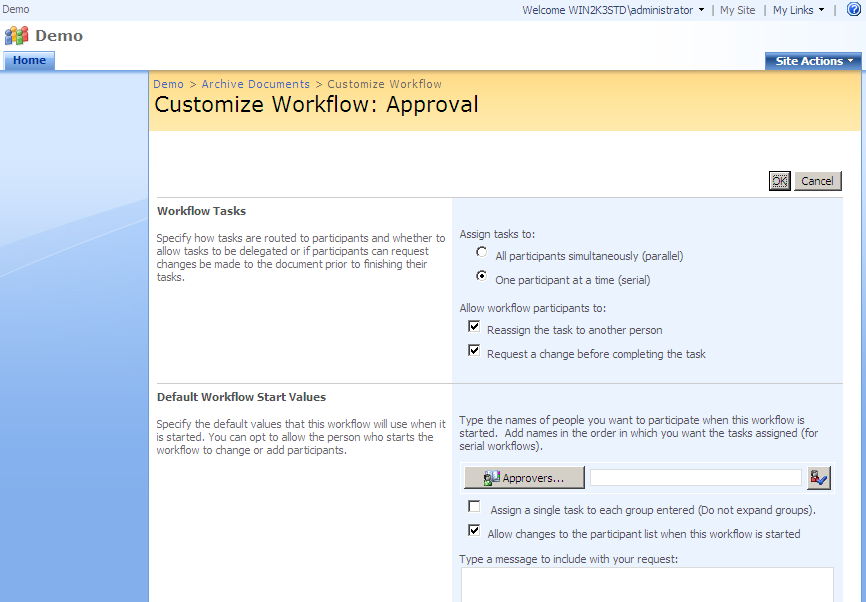 Demo
Welcome WIN2K3STD\administrator | My Site | My Links |
Demo
Home
Site Actions
Demo > Archive Documents > Customize Workflow
Customize Workflow: Approval
OK Cancel
Workflow Tasks
Specify how tasks are routed to participants and whether to
allow tasks to be delegated or if participants can request
changes be made to the document prior to finishing their
tasks.
Assign tasks to:
All participants simultaneously (parallel)
One participant at a time (serial)
Allow workflow participants to:
Reassign the task to another person
Request a change before completing the task
Default Workflow Start Values
Specify the default values that this workflow will use when it
is started. You can opt to allow the person who starts the
workflow to change or add participants.
Type the names of people you want to participate when this workflow is
started. Add names in the order in which you want the tasks assigned (for
serial workflows).
Approvers...
Assign a single task to each group entered (Do not expand groups).
Allow changes to the participant list when this workflow is started
Type a message to include with your request: